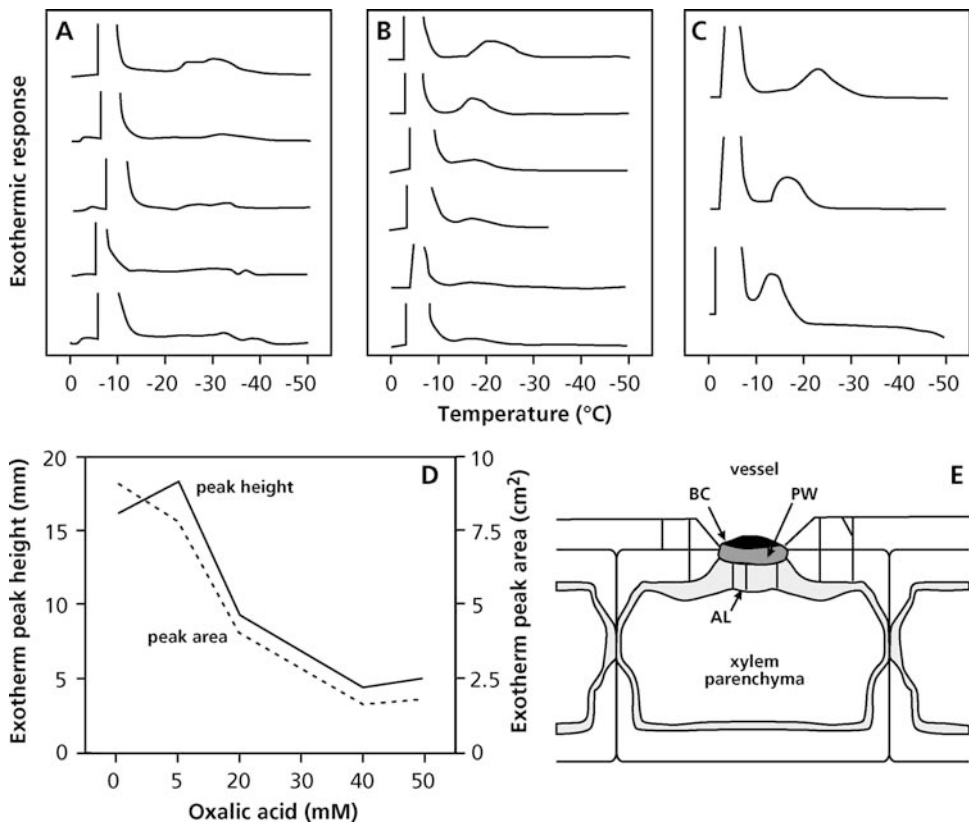 A
B
C
Exothermic response
0 -10 -20 -30 -40 -50
0 -10 -20 -30 -40 -50
0 -10 -20 -30 -40 -50
Temperature (°C)
D
20
15
10
5
0
Exotherm peak height (mm)
peak height
peak area
10
7.5
5
2.5
0
Exotherm peak area (cm²)
0 5 20 40 50
Oxalic acid (mM)
E
vessel
BC
PW
AL
xylem
parenchyma